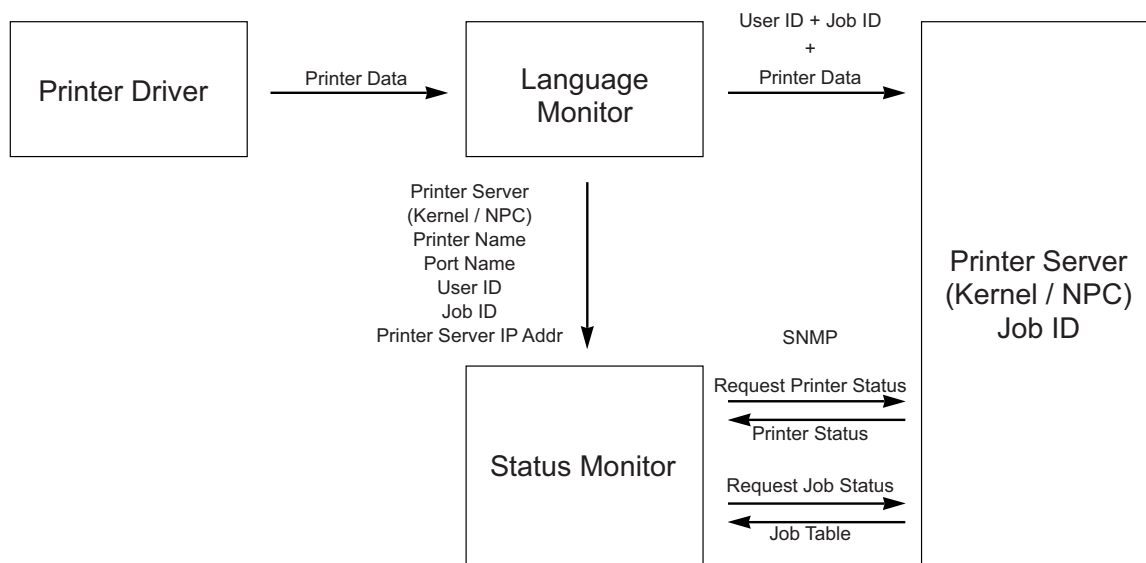 Printer Driver
Printer Data
Language
Monitor
User ID + Job ID
+
Printer Data
Printer Server
(Kernel / NPC)
Printer Name
Port Name
User ID
Job ID
Printer Server IP Addr
Printer Server
(Kernel / NPC)
Job ID
Status Monitor
SNMP
Request Printer Status
Printer Status
Request Job Status
Job Table